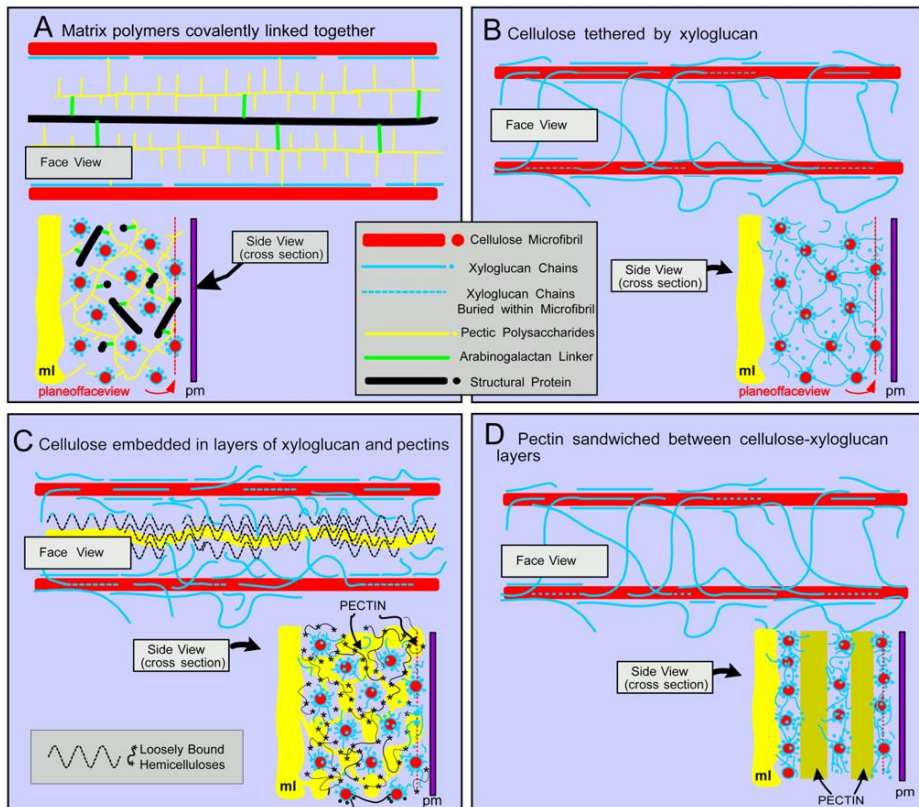 A Matrix polymers covalently linked together
Face View
Side View
(cross section)
ml
planeoffaceview
pm
B Cellulose tethered by xyloglucan
Face View
Side View
(cross section)
ml
planeoffaceview
pm
Cellulose Microfibril
Xyloglucan Chains
Xyloglucan Chains
Buried within Microfibril
Pectic Polysaccharides
Arabinogalactan Linker
Structural Protein
C Cellulose embedded in layers of xyloglucan and pectins
Face View
PECTIN
Side View
(cross section)
Loosely Bound
Hemicelluloses
ml
pm
D Pectin sandwiched between cellulose-xyloglucan
layers
Face View
Side View
(cross section)
ml
pm
PECTIN